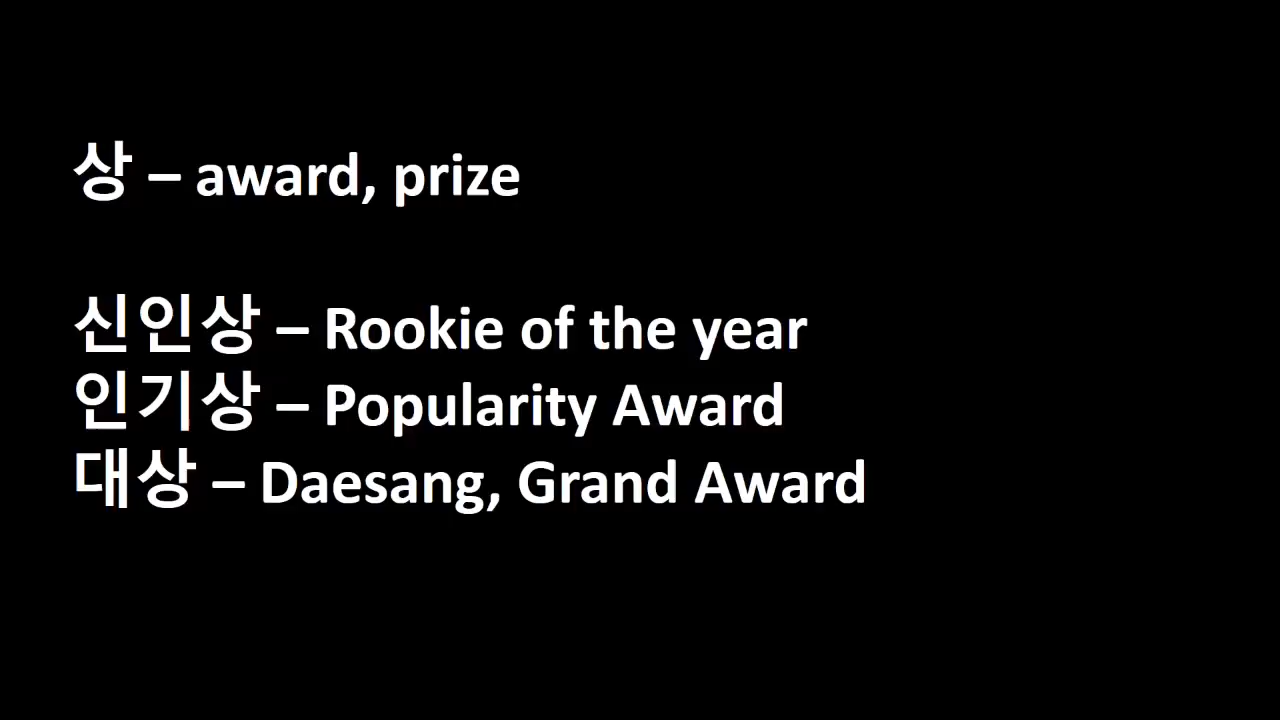 상 – award, prize
신인상 – Rookie of the year
인기상 – Popularity Award
대상 – Daesang, Grand Award